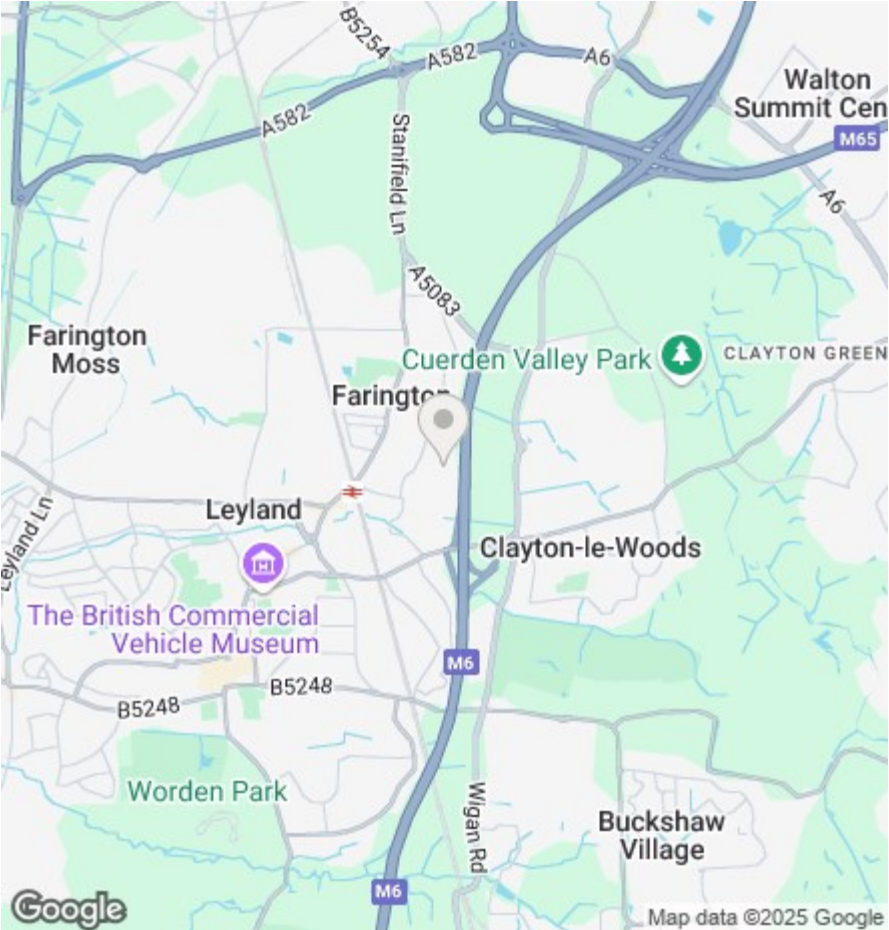 B5254
A582
A6
Walton
Summit Cen
A582
M65
Stanifield Ln
A6
A5083
Farington
Moss
Cuerden Valley Park
CLAYTON GREEN
Farington
Leyland
Leyland Ln
Clayton-le-Woods
The British Commercial
Vehicle Museum
M6
B5248
B5248
Worden Park
Wigan Rd
Buckshaw
Village
M6
Google
Map data ©2025 Google